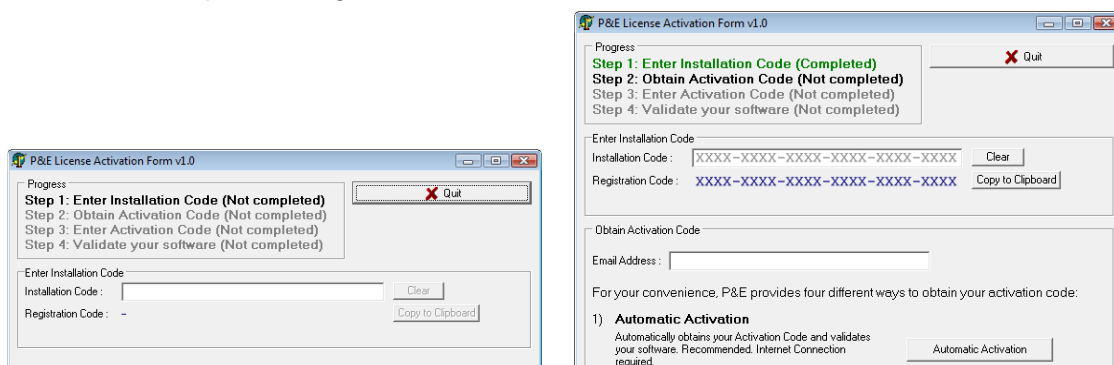 P&E License Activation Form v1.0
Progress
Step 1: Enter Installation Code (Not completed)
Step 2: Obtain Activation Code (Not completed)
Step 3: Enter Activation Code (Not completed)
Step 4: Validate your software (Not completed)
Quit
Enter Installation Code
Installation Code :
Clear
Registration Code : -
Copy to Clipboard
P&E License Activation Form v1.0
Progress
Step 1: Enter Installation Code (Completed)
Step 2: Obtain Activation Code (Not completed)
Step 3: Enter Activation Code (Not completed)
Step 4: Validate your software (Not completed)
Quit
Enter Installation Code
Installation Code : XXXX-XXXX-XXXX-XXXX-XXXX-XXXX Clear
Registration Code : XXXX-XXXX-XXXX-XXXX-XXXX-XXXX Copy to Clipboard
Obtain Activation Code
Email Address :
For your convenience, P&E provides four different ways to obtain your activation code:
1) Automatic Activation
Automatically obtains your Activation Code and validates
your software. Recommended. Internet Connection
required.
Automatic Activation